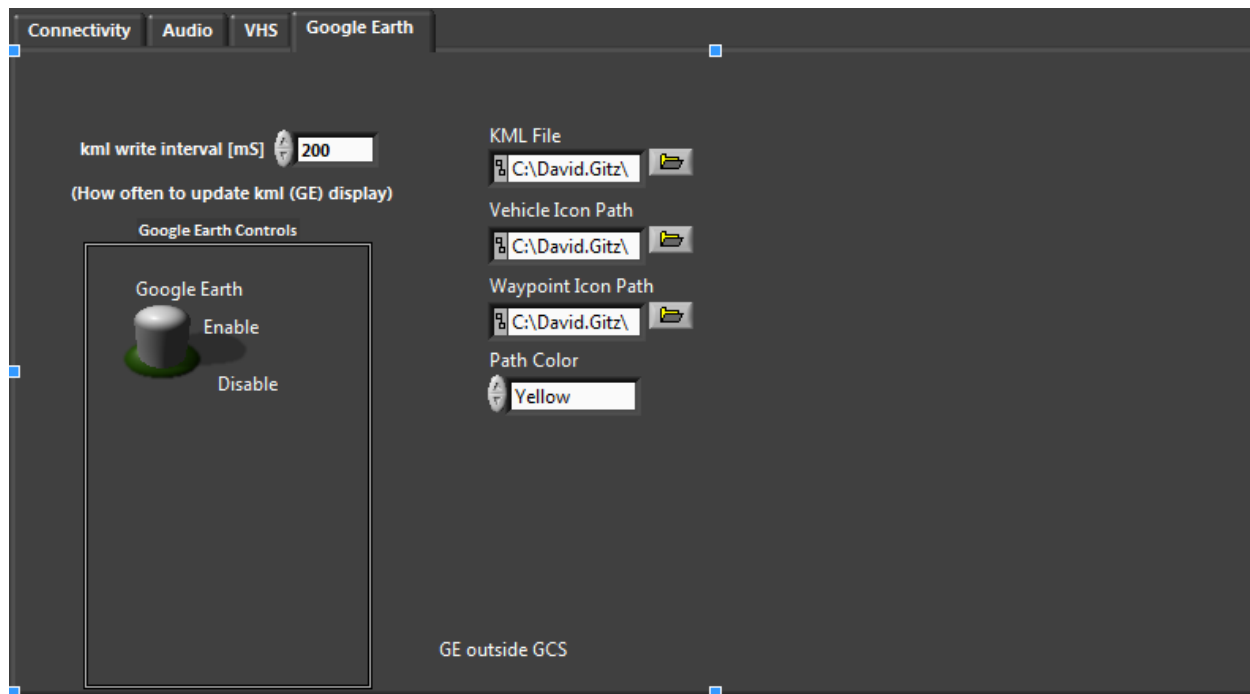 Connectivity Audio VHS Google Earth
kml write interval [mS] 200
(How often to update kml (GE) display)
Google Earth Controls
Google Earth
Enable
Disable
KML File
C:\David.Gitz\
Vehicle Icon Path
C:\David.Gitz\
Waypoint Icon Path
C:\David.Gitz\
Path Color
Yellow
GE outside GCS